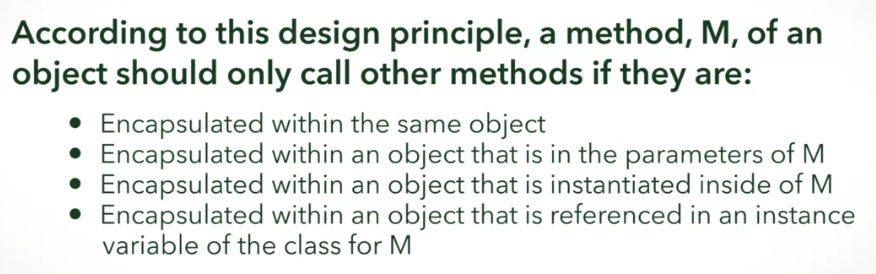 According to this design principle, a method, M, of an
object should only call other methods if they are:
• Encapsulated within the same object
• Encapsulated within an object that is in the parameters of M
• Encapsulated within an object that is instantiated inside of M
• Encapsulated within an object that is referenced in an instance
variable of the class for M